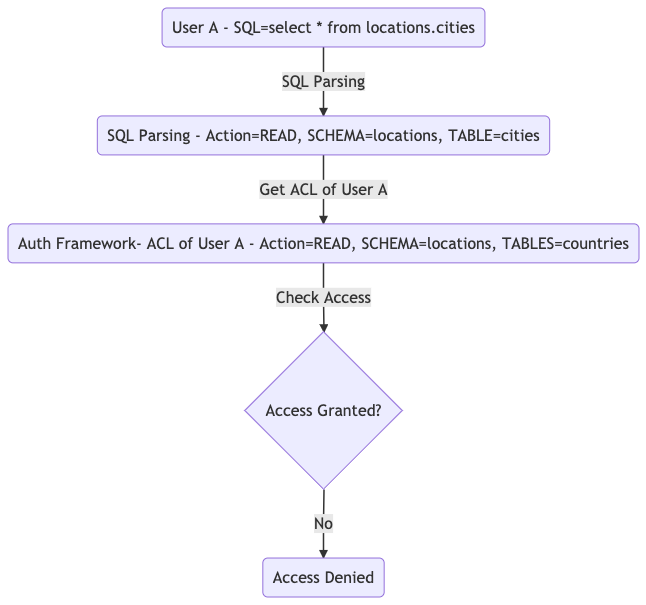 User A - SQL=select * from locations.cities
SQL Parsing
SQL Parsing - Action=READ, SCHEMA=locations, TABLE=cities
Get ACL of User A
Auth Framework- ACL of User A - Action=READ, SCHEMA=locations, TABLES=countries
Check Access
Access Granted?
No
Access Denied